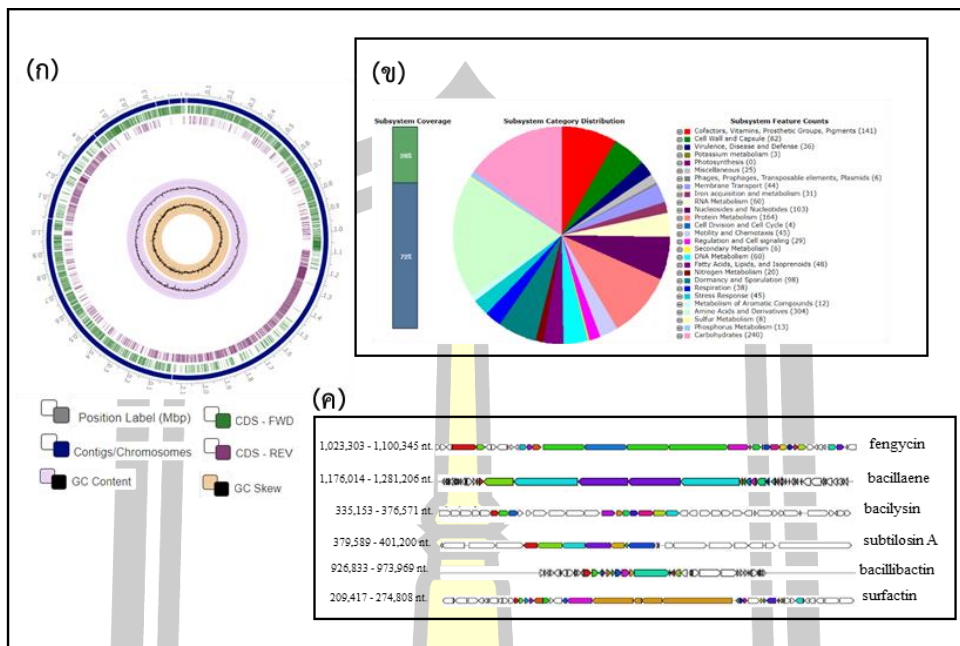 (ก)
Position Label (Mbp)
CDS - FWD
Contigs/Chromosomes
CDS - REV
GC Content
GC Skew
(ข)
Subsystem Coverage
28%
72%
Subsystem Category Distribution
Subsystem Feature Counts
Cofactors, Vitamins, Prosthetic Groups, Pigments (141)
Cell Wall and Capsule (82)
Virulence, Disease and Defense (36)
Potassium metabolism (3)
Photosynthesis (0)
Miscellaneous (25)
Phages, Prophages, Transposable elements, Plasmids (6)
Membrane Transport (44)
Iron acquisition and metabolism (31)
RNA Metabolism (60)
Nucleosides and Nucleotides (103)
Protein Metabolism (164)
Cell Division and Cell Cycle (4)
Motility and Chemotaxis (45)
Regulation and Cell signaling (29)
Secondary Metabolism (6)
DNA Metabolism (60)
Fatty Acids, Lipids, and Isoprenoids (48)
Nitrogen Metabolism (20)
Dormancy and Sporulation (98)
Respiration (38)
Stress Response (45)
Metabolism of Aromatic Compounds (12)
Amino Acids and Derivatives (304)
Sulfur Metabolism (8)
Phosphorus Metabolism (13)
Carbohydrates (240)
(ค)
1,023,303 - 1,100,345 nt. fengycin
1,176,014 - 1,281,206 nt. bacillaene
335,153 - 376,571 nt. bacilysin
379,589 - 401,200 nt. subtilosin A
926,833 - 973,969 nt. bacillibactin
209,417 - 274,808 nt. surfactin